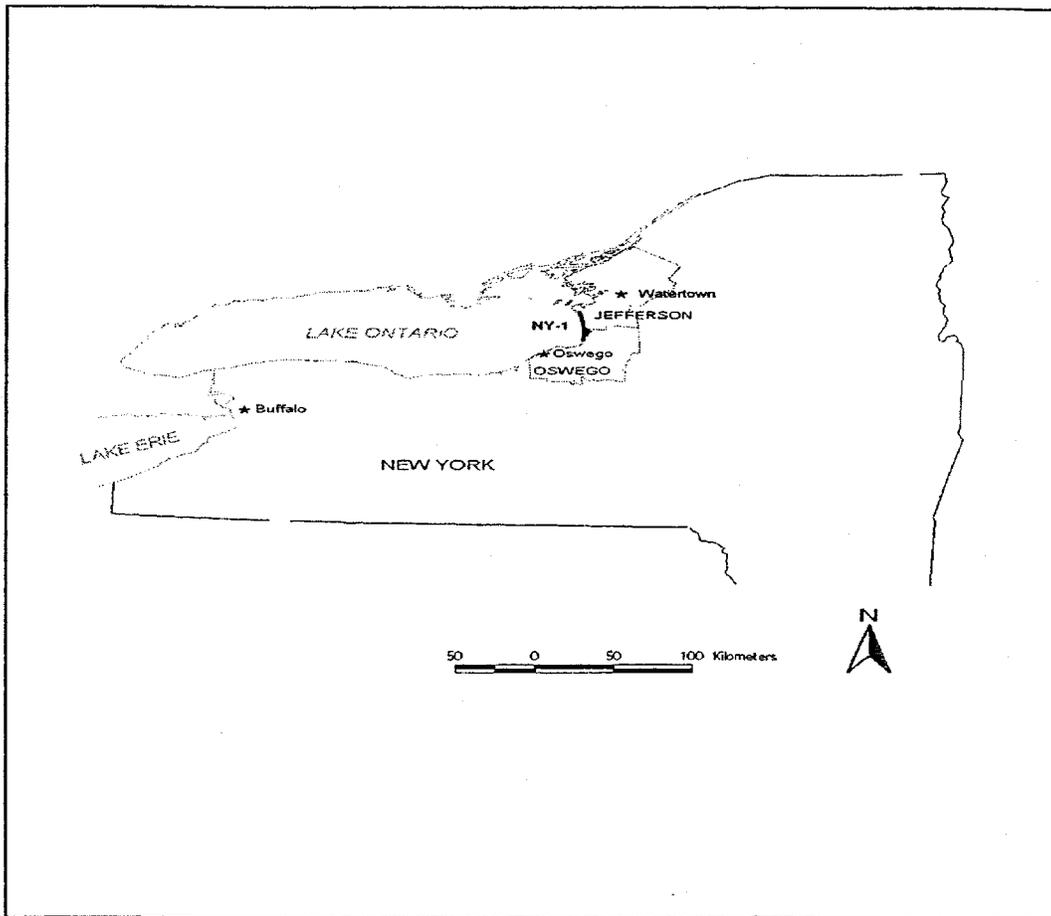 Watertown
JEFFERSON
NY-1
LAKE ONTARIO
Oswego
OSWEGO
Buffalo
LAKE ERIE
NEW YORK
N
50 0 50 100 Kilometers